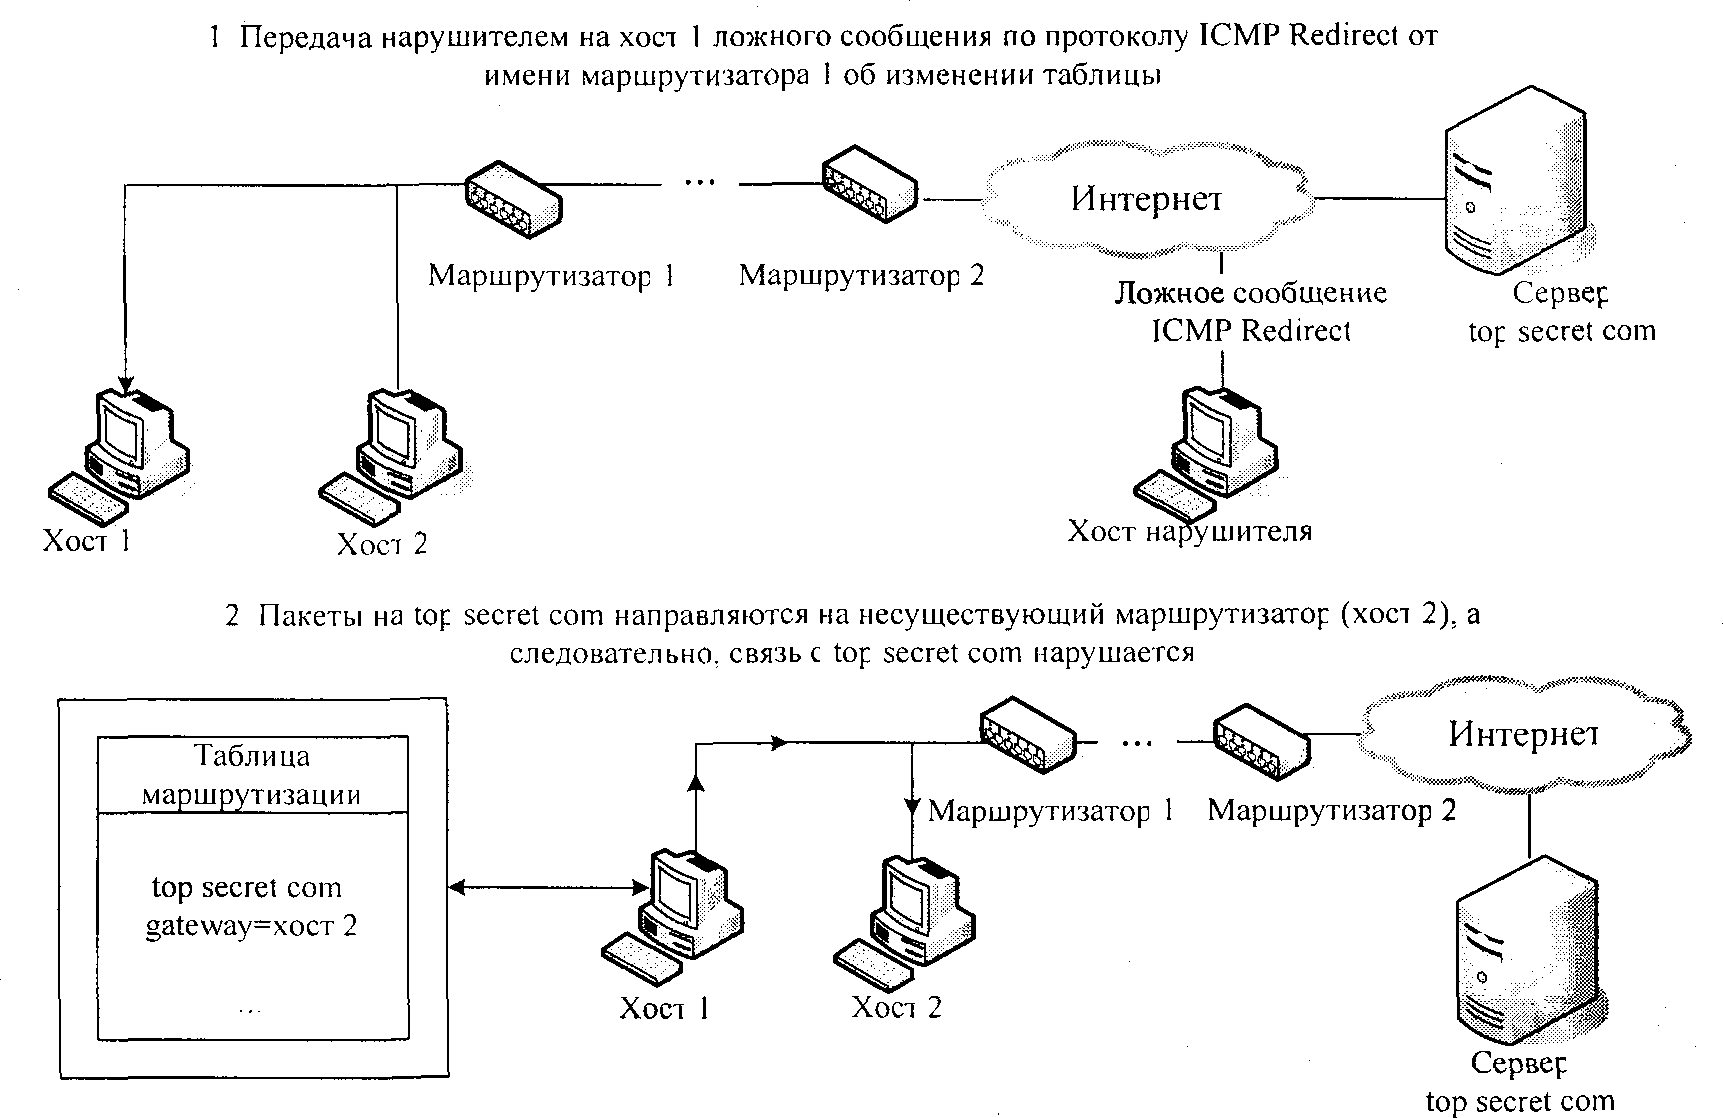 1 Передача нарушителем на хост 1 ложного сообщения по протоколу ICMP Redirect от
имени маршрутизатора 1 об изменении таблицы
Интернет
Маршрутизатор 1
Маршрутизатор 2
Ложное сообщение
ICMP Redirect
Сервер
top secret com
Хост 1
Хост 2
Хост нарушителя
2 Пакеты на top secret com направляются на несуществующий маршрутизатор (хост 2), а
следовательно, связь с top secret com нарушается
Таблица
маршрутизации
top secret com
gateway=хост 2
...
...
Интернет
Маршрутизатор 1
Маршрутизатор 2
Хост 1
Хост 2
Сервер
top secret com